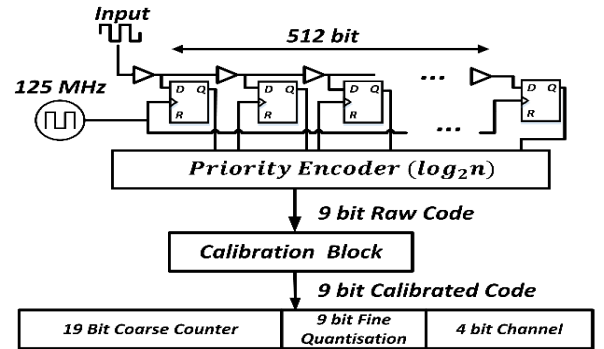 Input
512 bit
125 MHz
D Q
R
D Q
R
D Q
R
...
D Q
R
...
Priority Encoder (log2n)
9 bit Raw Code
Calibration Block
9 bit Calibrated Code
19 Bit Coarse Counter
9 bit Fine
Quantisation
4 bit Channel